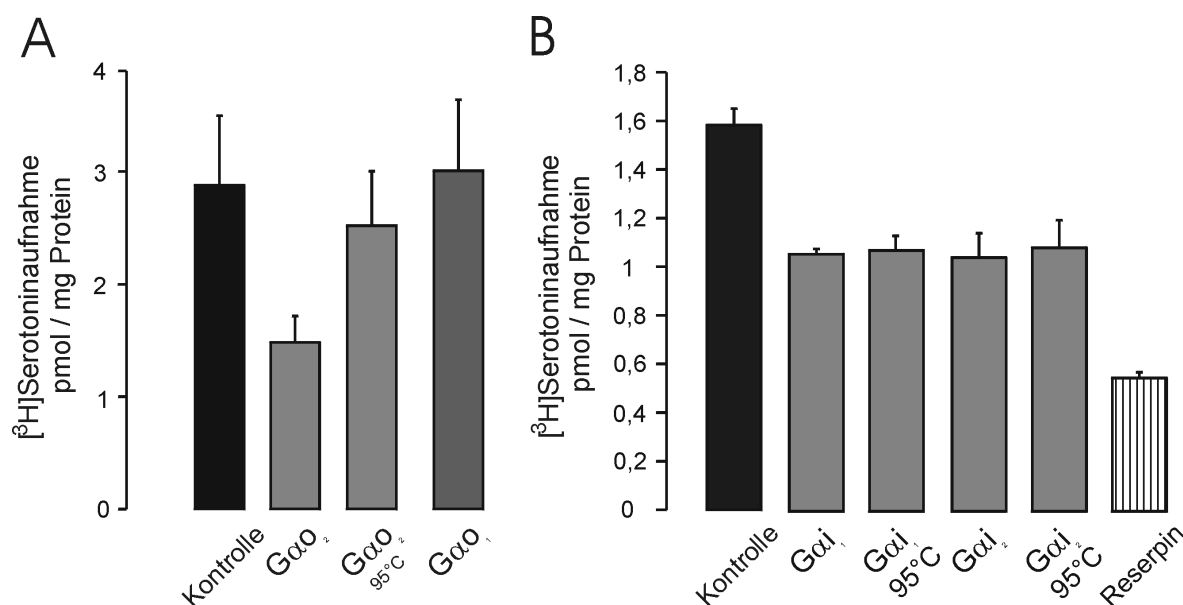 A
[³H]Serotoninaufnahme
pmol / mg Protein
4
3
2
1
0
Kontrolle
Gαo₂
Gαo₂
95°C
Gαo₁
B
[³H]Serotoninaufnahme
pmol / mg Protein
1,8
1,6
1,4
1,2
1
0,8
0,6
0,4
0,2
0
Kontrolle
Gαi₁
Gαi₁
95°C
Gαi₂
Gαi₂
95°C
Reserpin